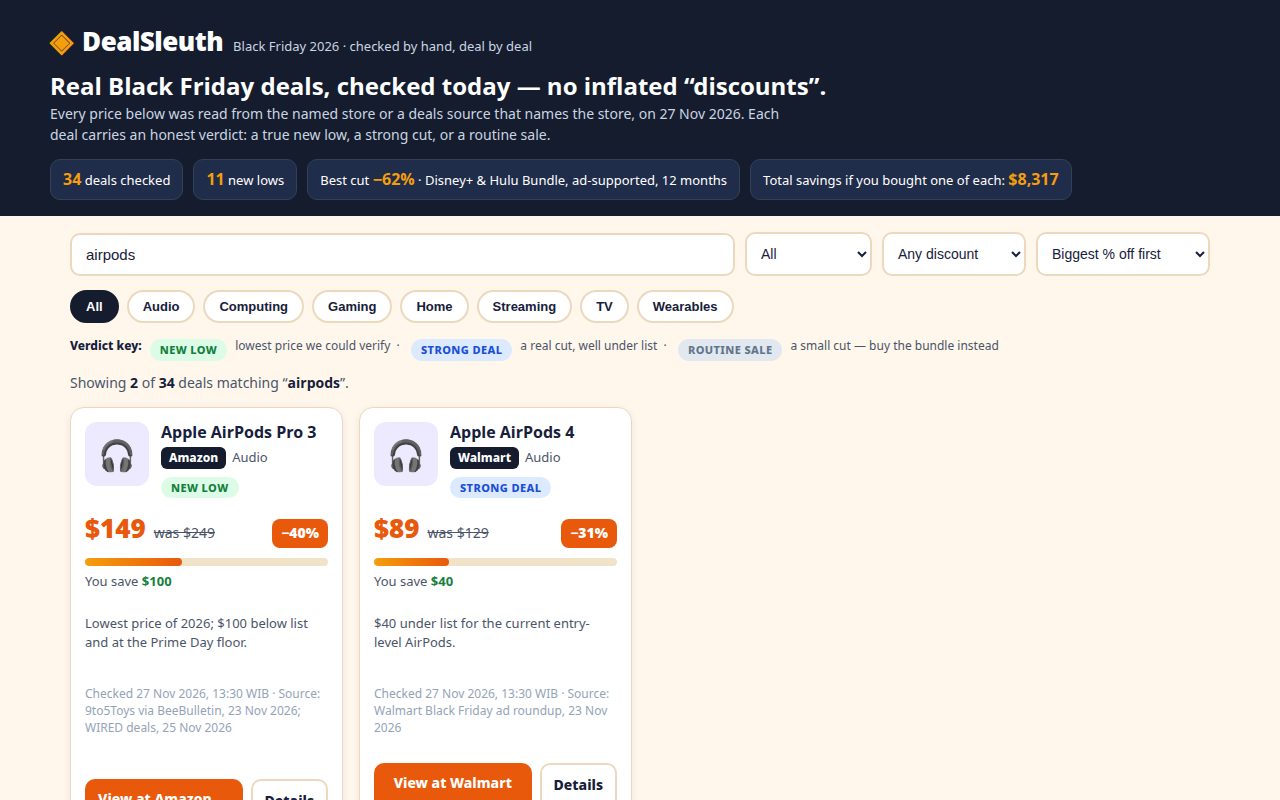 ◈ DealSleuth Black Friday 2026 · checked by hand, deal by deal
Real Black Friday deals, checked today — no inflated “discounts”.
Every price below was read from the named store or a deals source that names the store, on 27 Nov 2026. Each
deal carries an honest verdict: a true new low, a strong cut, or a routine sale.
34 deals checked
11 new lows
Best cut −62% · Disney+ & Hulu Bundle, ad-supported, 12 months
Total savings if you bought one of each: $8,317
airpods
All
Any discount
Biggest % off first
All
Audio
Computing
Gaming
Home
Streaming
TV
Wearables
Verdict key: NEW LOW lowest price we could verify · STRONG DEAL a real cut, well under list · ROUTINE SALE a small cut — buy the bundle instead
Showing 2 of 34 deals matching “airpods”.
Apple AirPods Pro 3
Amazon Audio
NEW LOW
$149 was $249 −40%
You save $100
Lowest price of 2026; $100 below list
and at the Prime Day floor.
Checked 27 Nov 2026, 13:30 WIB · Source:
9to5Toys via BeeBulletin, 23 Nov 2026;
WIRED deals, 25 Nov 2026
View at Amazon
Details
Apple AirPods 4
Walmart Audio
STRONG DEAL
$89 was $129 −31%
You save $40
$40 under list for the current entry-
level AirPods.
Checked 27 Nov 2026, 13:30 WIB · Source:
Walmart Black Friday ad roundup, 23 Nov
2026
View at Walmart
Details